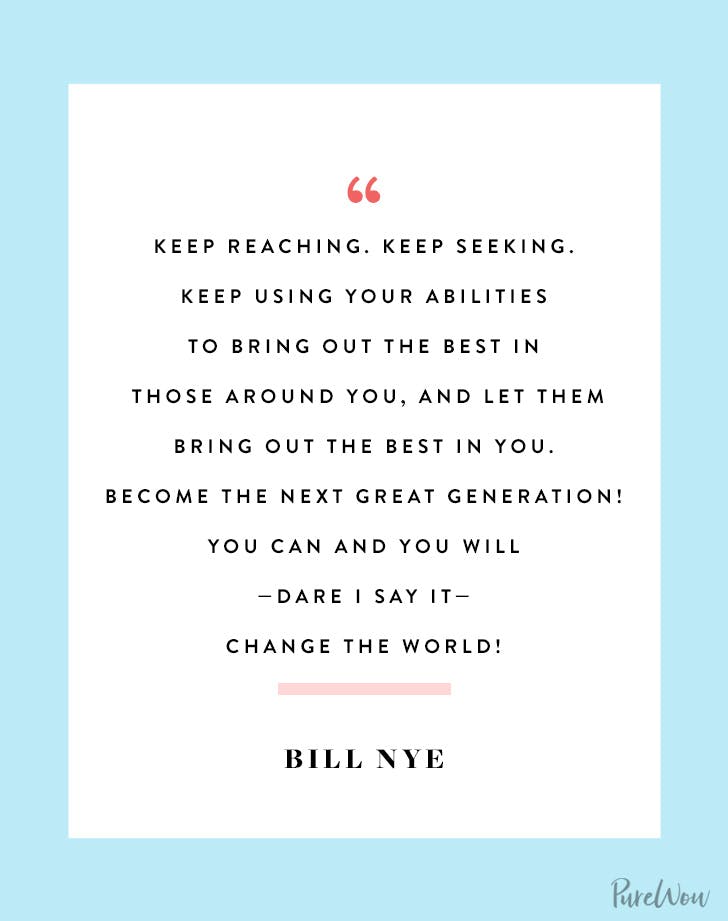 “
KEEP REACHING. KEEP SEEKING.
KEEP USING YOUR ABILITIES
TO BRING OUT THE BEST IN
THOSE AROUND YOU, AND LET THEM
BRING OUT THE BEST IN YOU.
BECOME THE NEXT GREAT GENERATION!
YOU CAN AND YOU WILL
—DARE I SAY IT—
CHANGE THE WORLD!
BILL NYE
PureWow